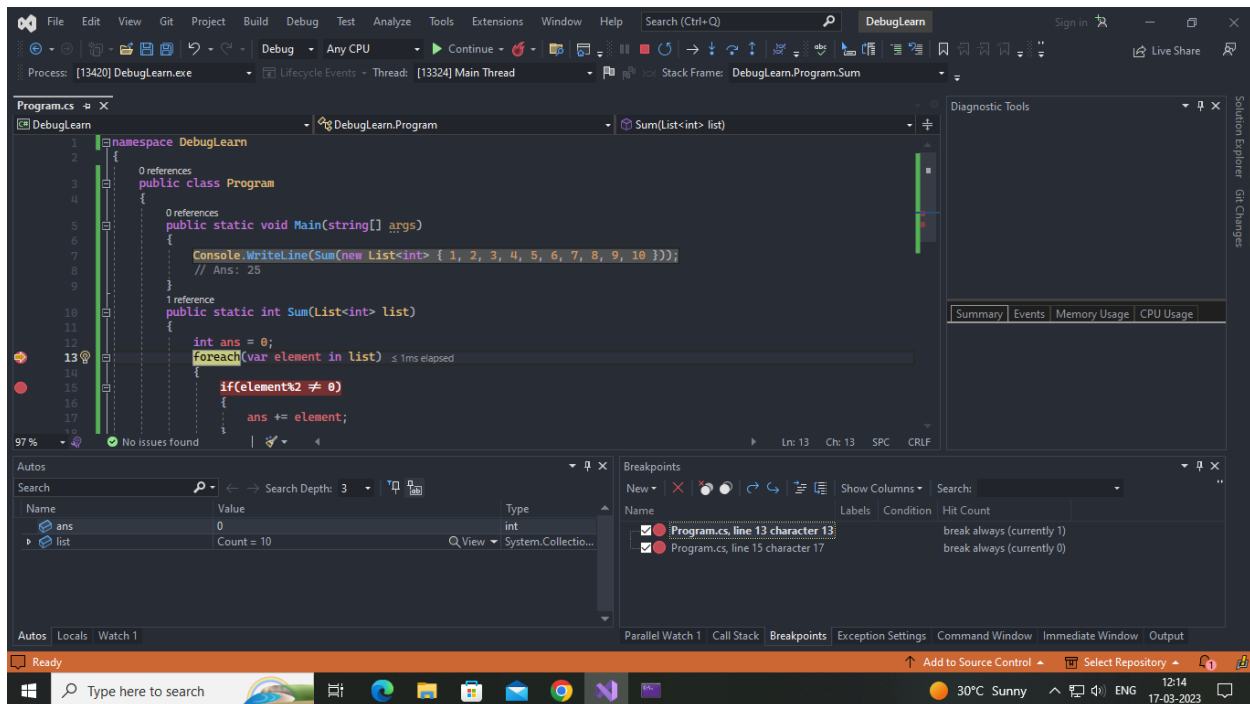 File Edit View Git Project Build Debug Test Analyze Tools Extensions Window Help Search (Ctrl+Q) DebugLearn Sign in
Debug Any CPU Continue Live Share
Process: [13420] DebugLearn.exe Lifecycle Events Thread: [13324] Main Thread Stack Frame: DebugLearn.Program.Sum
Program.cs
DebugLearn DebugLearn.Program Sum(List<int> list)
1 namespace DebugLearn
2 {
0 references
3 public class Program
4 {
0 references
5 public static void Main(string[] args)
6 {
7 Console.WriteLine(Sum(new List<int> { 1, 2, 3, 4, 5, 6, 7, 8, 9, 10 }));
8 // Ans: 25
9 }
1 reference
10 public static int Sum(List<int> list)
11 {
12 int ans = 0;
13 foreach(var element in list) ≤ 1ms elapsed
14 {
15 if(element%2 ≠ 0)
16 {
17 ans += element;
18 }
97 % No issues found Ln: 13 Ch: 13 SPC CRLF
Diagnostic Tools
Summary Events Memory Usage CPU Usage
Solution Explorer
Git Changes
Autos
Search Search Depth: 3
Name Value Type
ans 0 int
list Count = 10 View System.Collectio...
Autos Locals Watch 1
Breakpoints
New Show Columns Search:
Name Labels Condition Hit Count
Program.cs, line 13 character 13 break always (currently 1)
Program.cs, line 15 character 17 break always (currently 0)
Parallel Watch 1 Call Stack Breakpoints Exception Settings Command Window Immediate Window Output
Ready Add to Source Control Select Repository 1
Type here to search 30°C Sunny ENG 12:14
17-03-2023